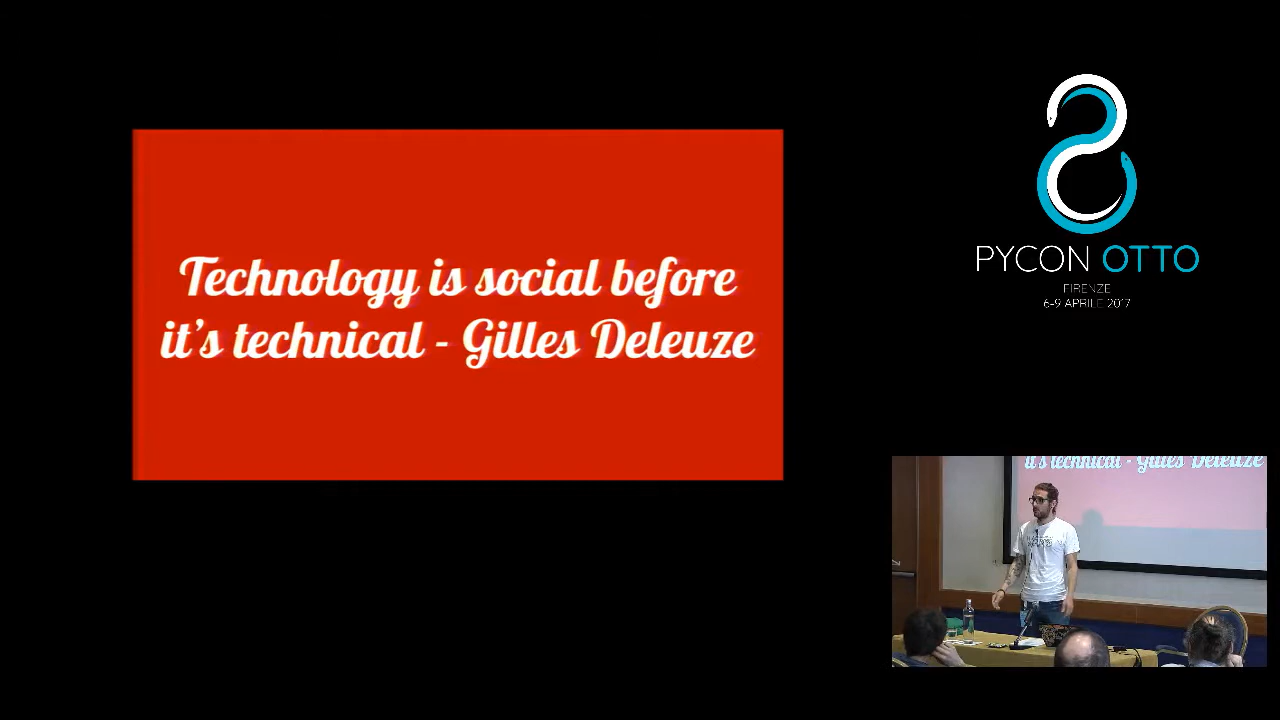 Technology is social before
it's technical - Gilles Deleuze
PYCON OTTO
FIRENZE
6-9 APRILE 2017
it's technical - Gilles Deleuze